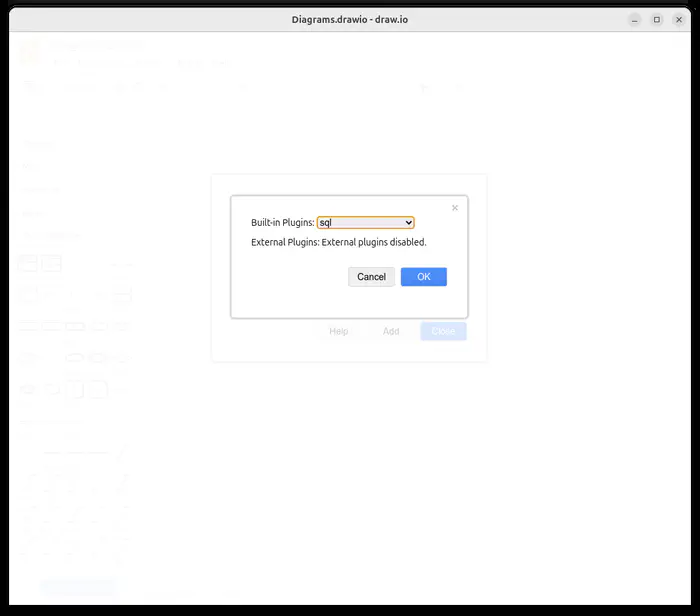 Diagrams.drawio - draw.io
Built-in Plugins: sql
External Plugins: External plugins disabled.
Cancel OK
Help Add Close